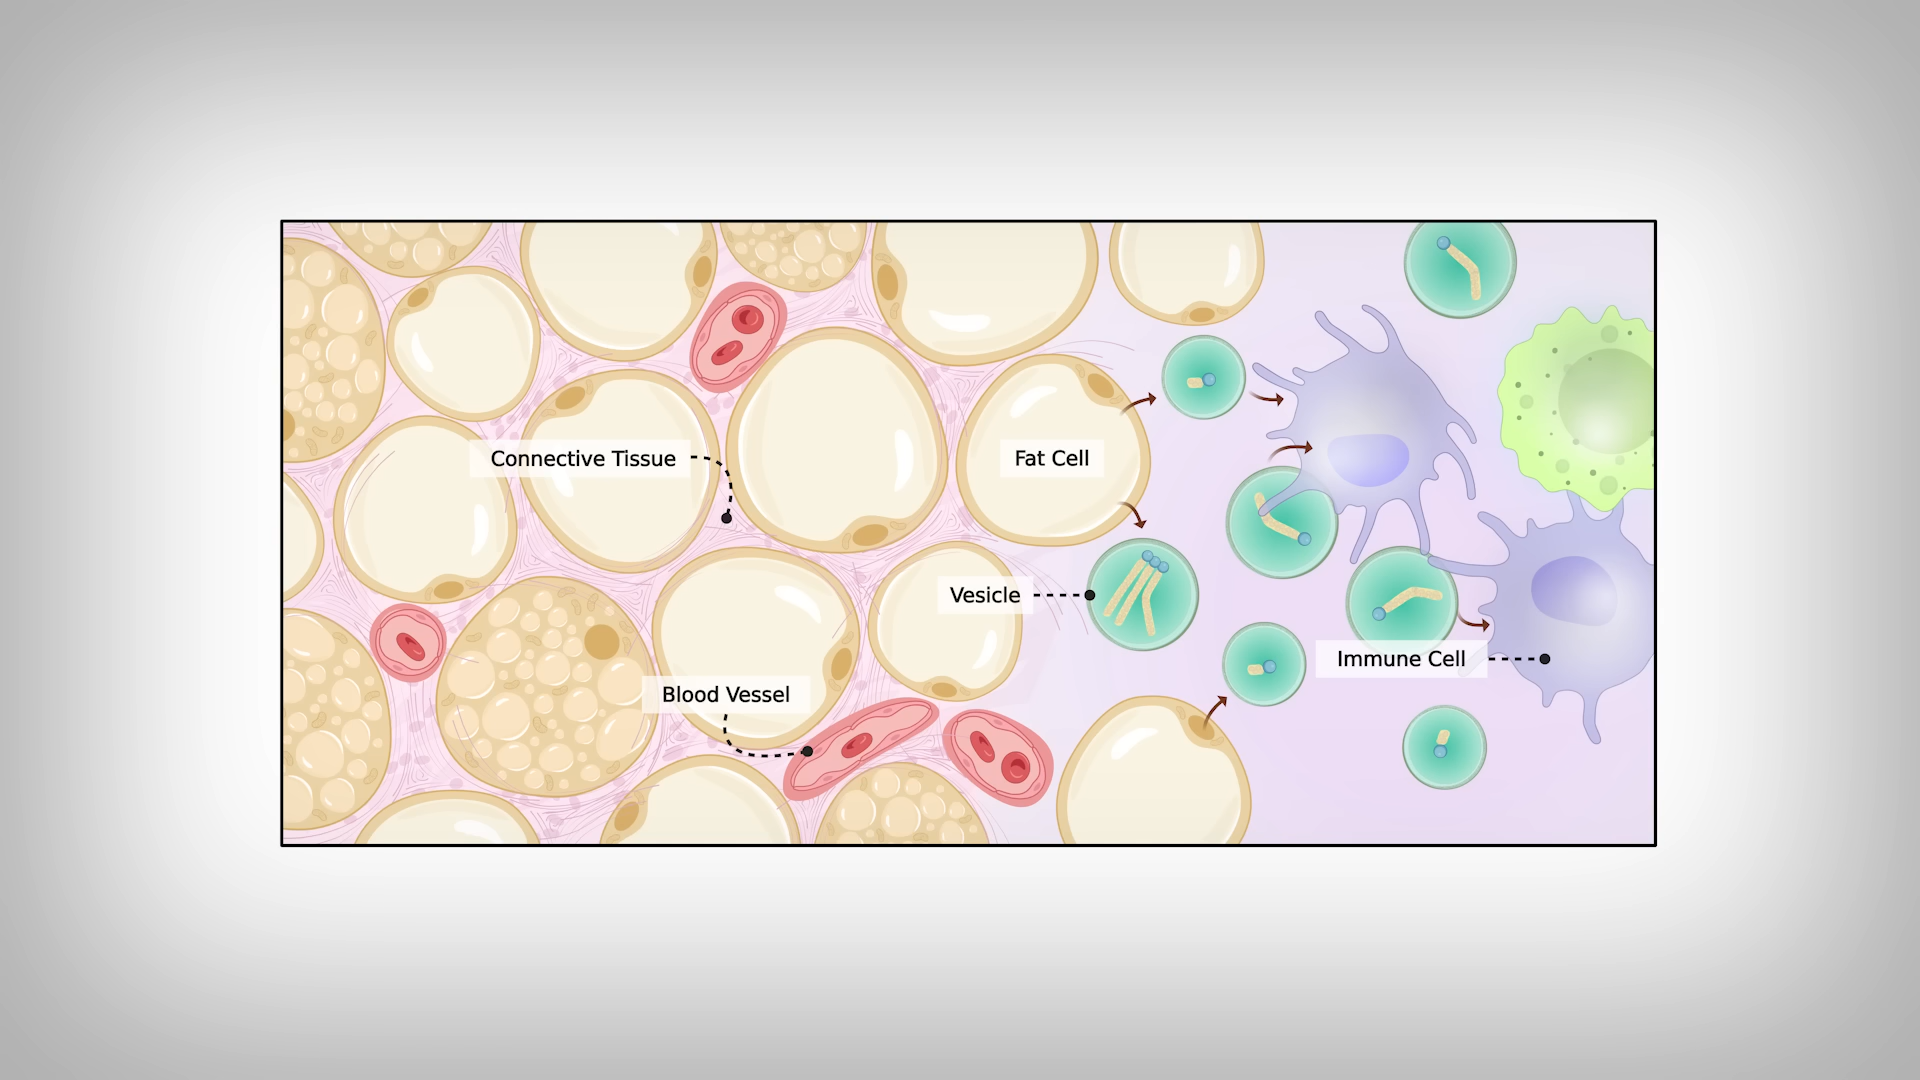 Connective Tissue
Fat Cell
Vesicle
Immune Cell
Blood Vessel